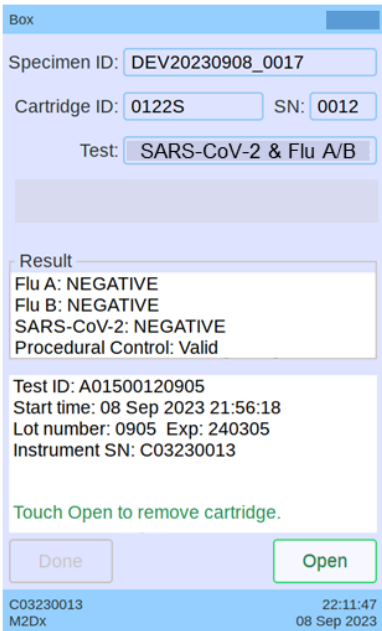 Box
Specimen ID: DEV20230908_0017
Cartridge ID: 0122S SN: 0012
Test: SARS-CoV-2 & Flu A/B
Result
Flu A: NEGATIVE
Flu B: NEGATIVE
SARS-CoV-2: NEGATIVE
Procedural Control: Valid
Test ID: A01500120905
Start time: 08 Sep 2023 21:56:18
Lot number: 0905 Exp: 240305
Instrument SN: C03230013
Touch Open to remove cartridge.
Done Open
C03230013 22:11:47
M2Dx 08 Sep 2023